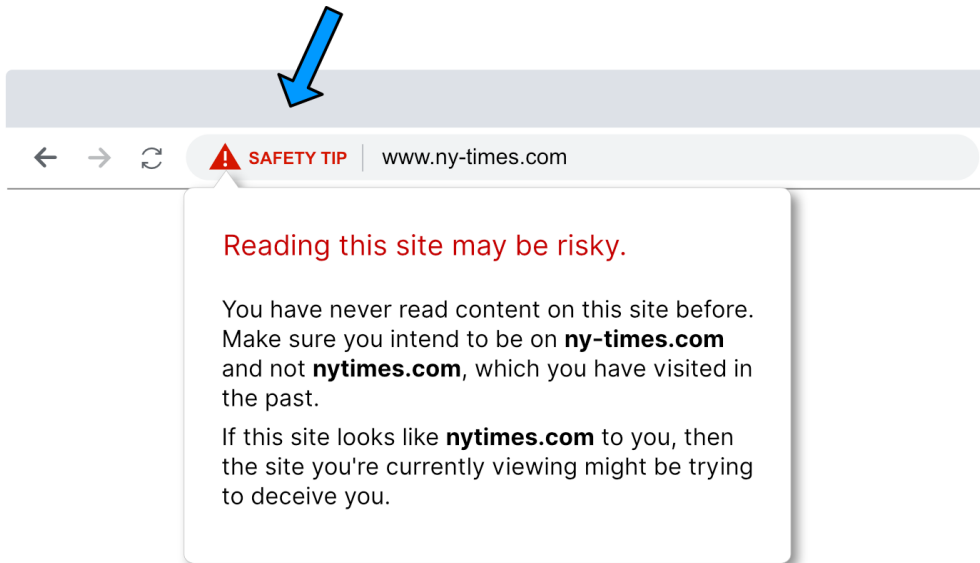 SAFETY TIP www.ny-times.com
Reading this site may be risky.
You have never read content on this site before.
Make sure you intend to be on ny-times.com
and not nytimes.com, which you have visited in
the past.
If this site looks like nytimes.com to you, then
the site you're currently viewing might be trying
to deceive you.